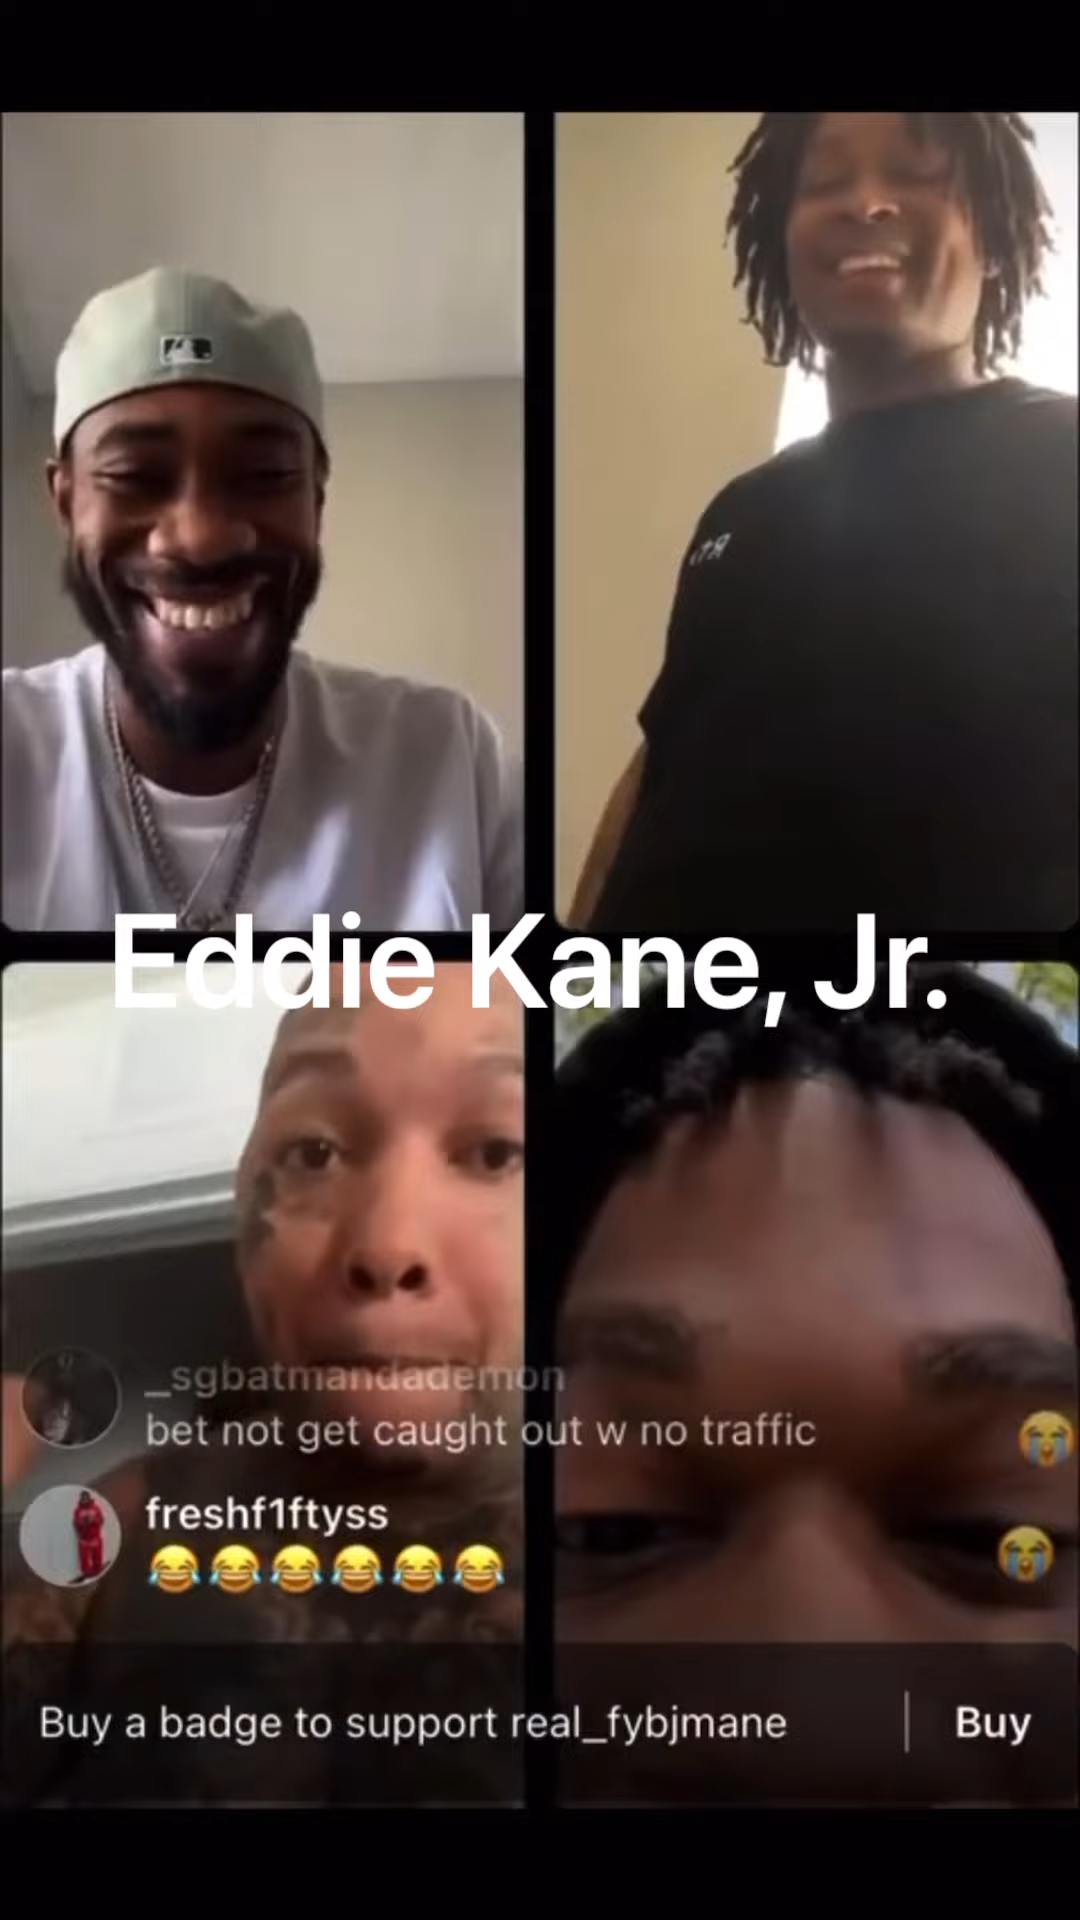 Eddie Kane, Jr.
_sgbatmandademon
bet not get caught out w no traffic
freshf1ftyss
😂😂😂😂😂😂
Buy a badge to support real_fybjmane
Buy